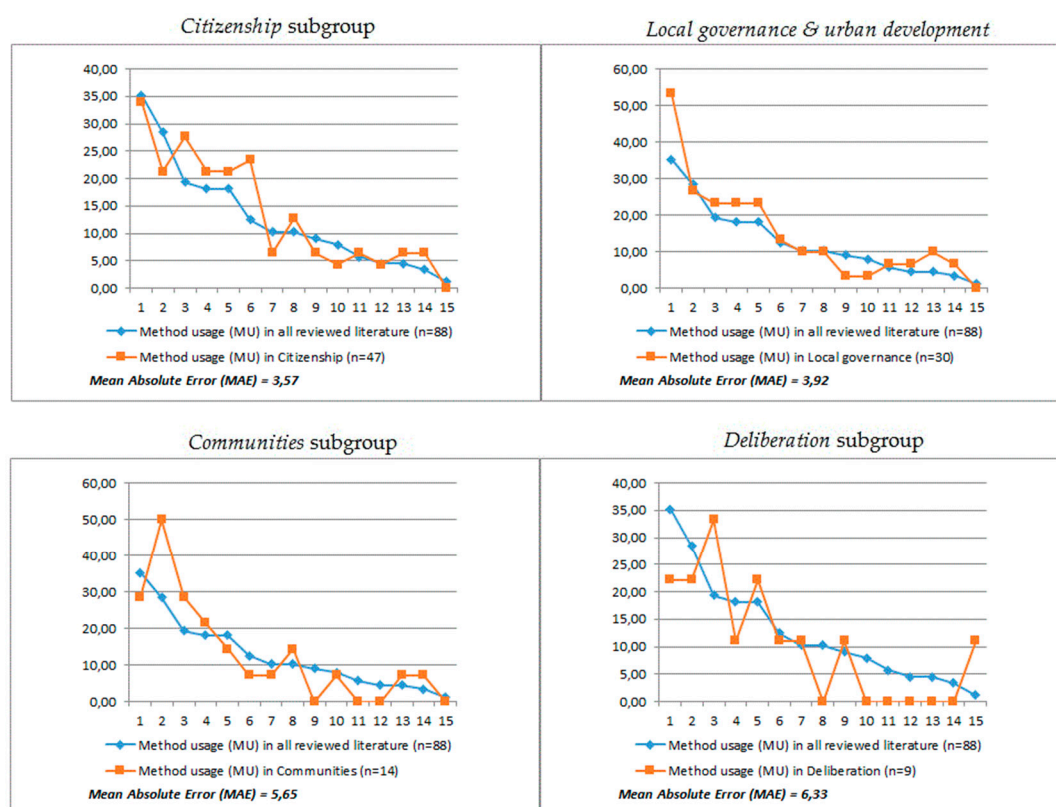 Citizenship subgroup
40,00
35,00
30,00
25,00
20,00
15,00
10,00
5,00
0,00
1 2 3 4 5 6 7 8 9 10 11 12 13 14 15
Method usage (MU) in all reviewed literature (n=88)
Method usage (MU) in Citizenship (n=47)
Mean Absolute Error (MAE) = 3,57
Local governance & urban development
60,00
50,00
40,00
30,00
20,00
10,00
0,00
1 2 3 4 5 6 7 8 9 10 11 12 13 14 15
Method usage (MU) in all reviewed literature (n=88)
Method usage (MU) in Local governance (n=30)
Mean Absolute Error (MAE) = 3,92
Communities subgroup
60,00
50,00
40,00
30,00
20,00
10,00
0,00
1 2 3 4 5 6 7 8 9 10 11 12 13 14 15
Method usage (MU) in all reviewed literature (n=88)
Method usage (MU) in Communities (n=14)
Mean Absolute Error (MAE) = 5,65
Deliberation subgroup
40,00
35,00
30,00
25,00
20,00
15,00
10,00
5,00
0,00
1 2 3 4 5 6 7 8 9 10 11 12 13 14 15
Method usage (MU) in all reviewed literature (n=88)
Method usage (MU) in Deliberation (n=9)
Mean Absolute Error (MAE) = 6,33